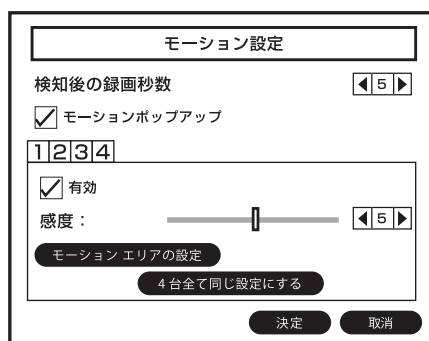 モーション設定
検知後の録画秒数 5
モーションポップアップ
1 2 3 4
有効
感度： 5
モーション エリアの設定
4台全て同じ設定にする
決定 取消